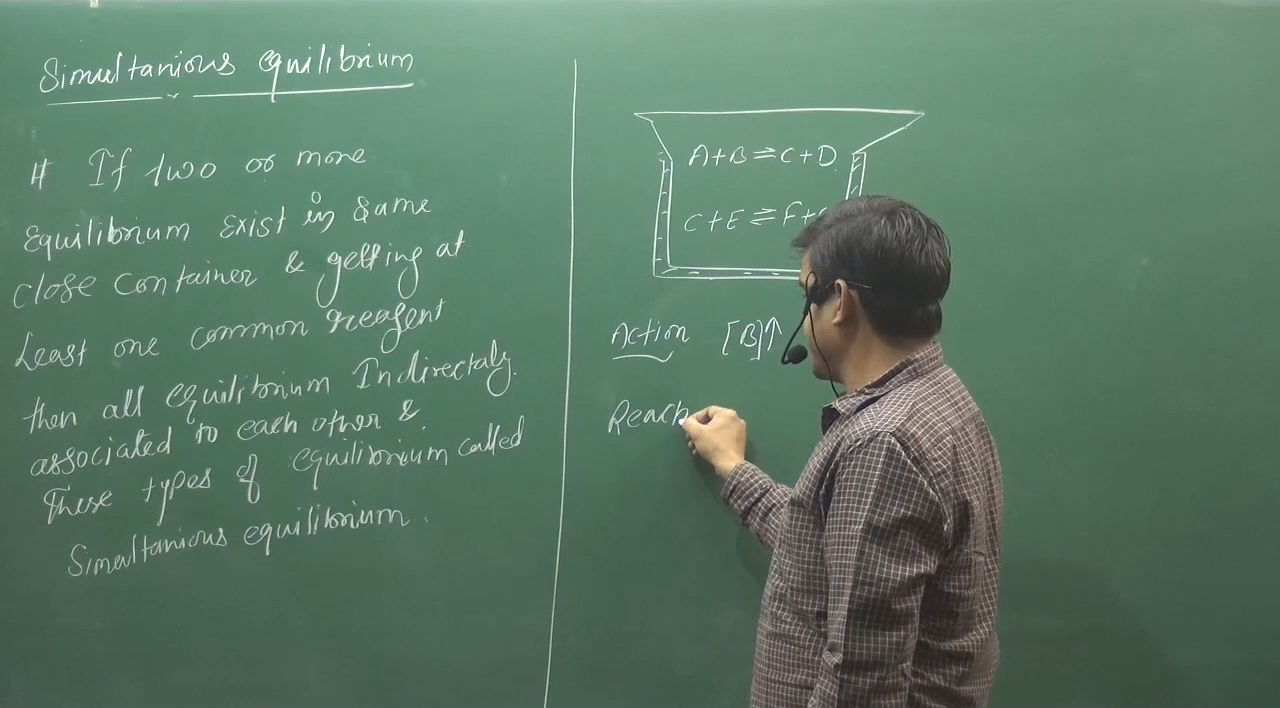 Simultanious equilibrium
# If two or more
Equilibrium exist in same
close container & getting at
Least one common reagent
then all equilibrium Indirectaly
associated to each other &
These types of equilibrium called
Simultanious equilibrium.
A+B⇌C+D
C+E⇌F+
Action [B]↑
Reac